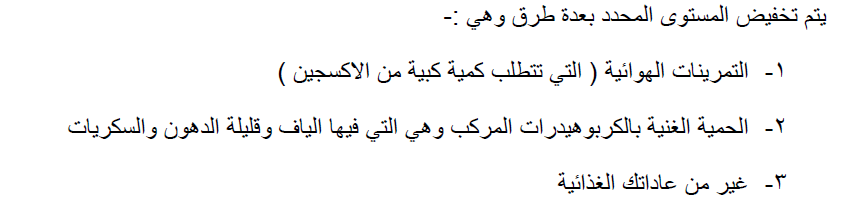 يتم تخفيض المستوى المحدد بعدة طرق وهي :-
١- التمرينات الهوائية ( التي تتطلب كمية كبية من الاكسجين )
٢- الحمية الغنية بالكربوهيدرات المركب وهي التي فيها الياف وقليلة الدهون والسكريات
٣- غير من عاداتك الغذائية